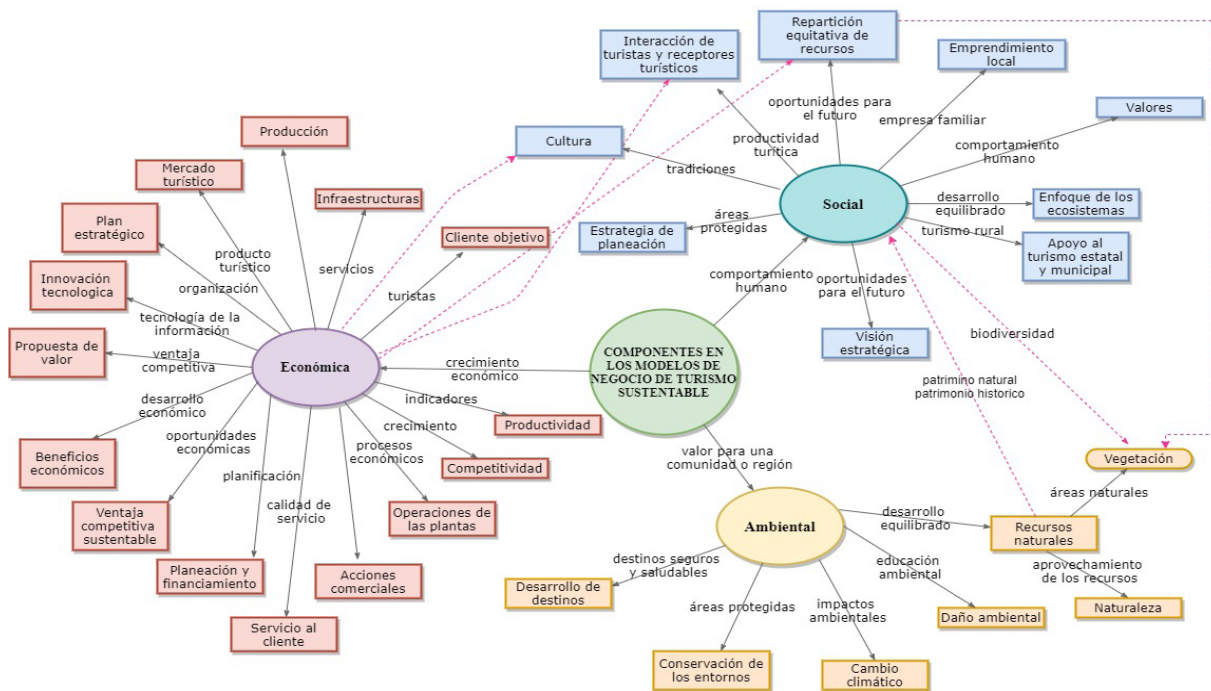 Interacción de
turistas y receptores
turísticos
Repartición
equitativa de
recursos
Emprendimiento
local
Valores
Cultura
oportunidades para
el futuro
empresa familiar
productividad
turítica
tradiciones
comportamiento
humano
Social
Estrategia de
planeación
áreas
protegidas
desarrollo
equilibrado
Enfoque de los
ecosistemas
turismo rural
Apoyo al
turismo estatal
y municipal
comportamiento
humano
oportunidades
para el futuro
Visión
estratégica
biodiversidad
patrimino natural
patrimonio historico
Producción
Mercado
turístico
Infraestructuras
Plan
estratégico
Cliente objetivo
Innovación
tecnologica
producto
turístico
servicios
organización
turistas
tecnología de la
información
Propuesta de
valor
ventaja
competitiva
Económica
crecimiento
económico
COMPONENTES EN
LOS MODELOS DE
NEGOCIO DE TURISMO
SUSTENTABLE
desarrollo
económico
indicadores
Productividad
crecimiento
oportunidades
económicas
Beneficios
económicos
procesos
económicos
Competitividad
planificación
calidad de
servicio
Ventaja
competitiva
sustentable
Operaciones de
las plantas
Planeación y
financiamiento
Acciones
comerciales
Servicio al
cliente
valor para una
comunidad o región
Vegetación
áreas naturales
Ambiental
desarrollo
equilibrado
Recursos
naturales
destinos seguros
y saludables
educación
ambiental
aprovechamiento
de los recursos
Desarrollo de
destinos
áreas protegidas
impactos
ambientales
Daño ambiental
Naturaleza
Conservación de
los entornos
Cambio
climático